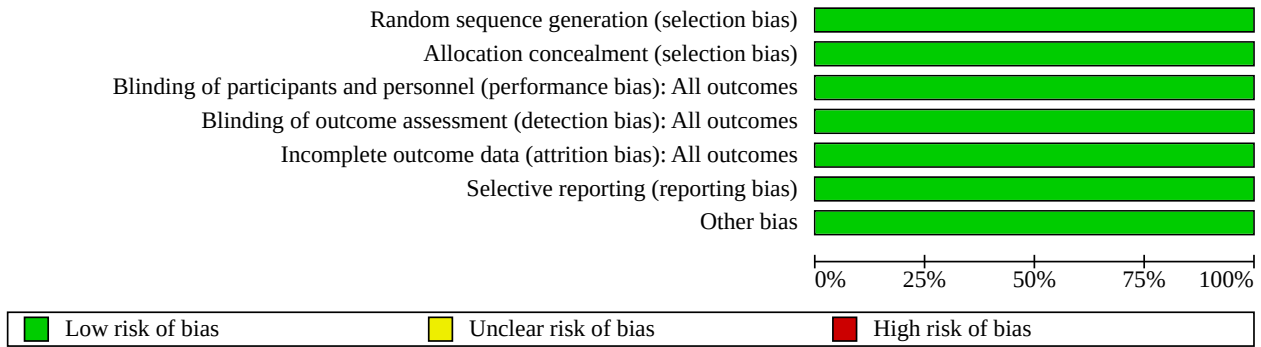 Random sequence generation (selection bias)
Allocation concealment (selection bias)
Blinding of participants and personnel (performance bias): All outcomes
Blinding of outcome assessment (detection bias): All outcomes
Incomplete outcome data (attrition bias): All outcomes
Selective reporting (reporting bias)
Other bias
0% 25% 50% 75% 100%
Low risk of bias Unclear risk of bias High risk of bias